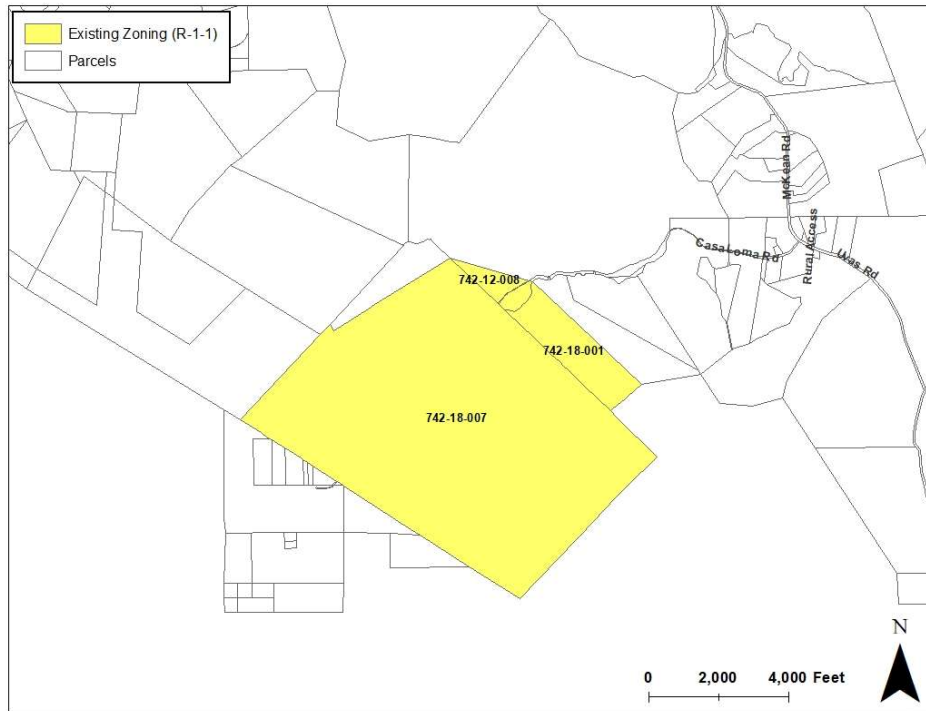 Existing Zoning (R-1-1)
Parcels
McKean Rd
Rural Access
Casa Loma Rd
Uvas Rd
742-12-008
742-18-001
742-18-007
N
0 2,000 4,000 Feet